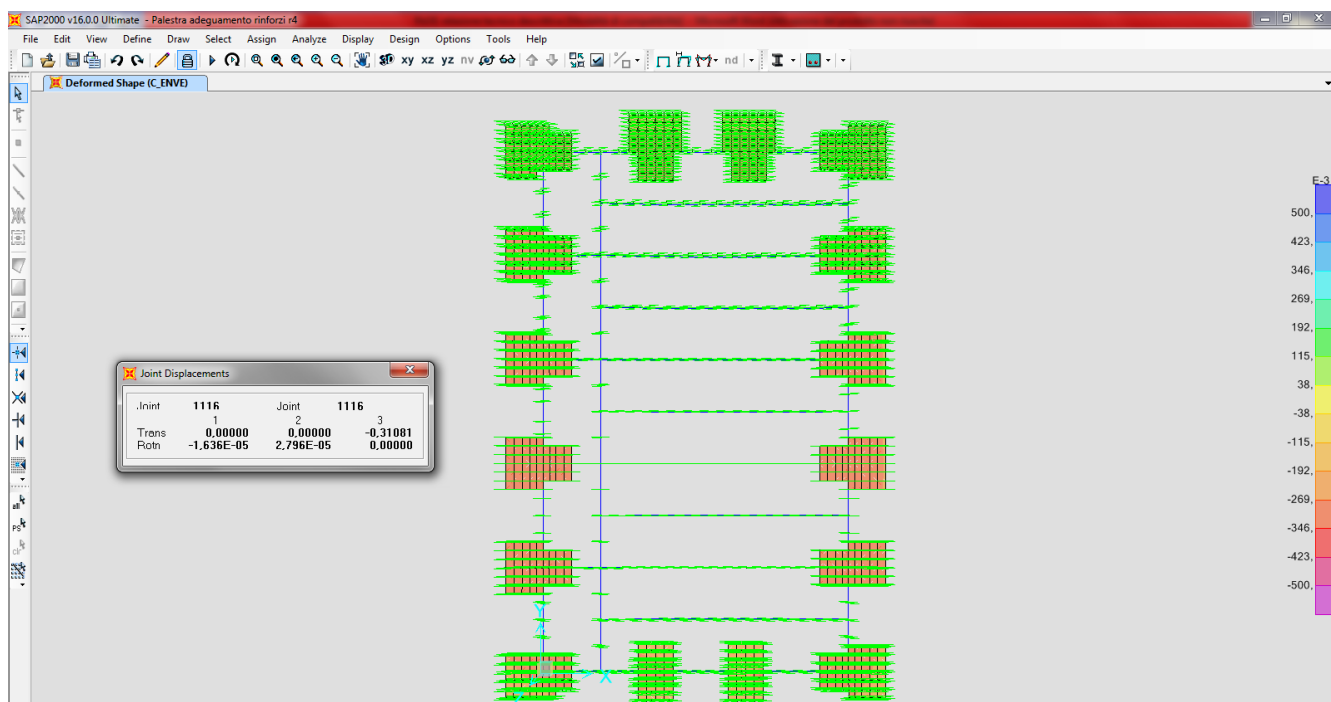 SAP2000 v16.0.0 Ultimate - Palestra adeguamento rinforzi r4
File Edit View Define Draw Select Assign Analyze Display Design Options Tools Help
xy xz yz nv nd
Deformed Shape (C_ENVE)
E-3
500,
423,
346,
269,
192,
115,
38,
-38,
-115,
-192,
-269,
-346,
-423,
-500,
Joint Displacements
Joint 1116 Joint 1116
1 2 3
Trans 0,00000 0,00000 -0,31081
Rotn -1,636E-05 2,796E-05 0,00000
all
PS
clr
Y
X